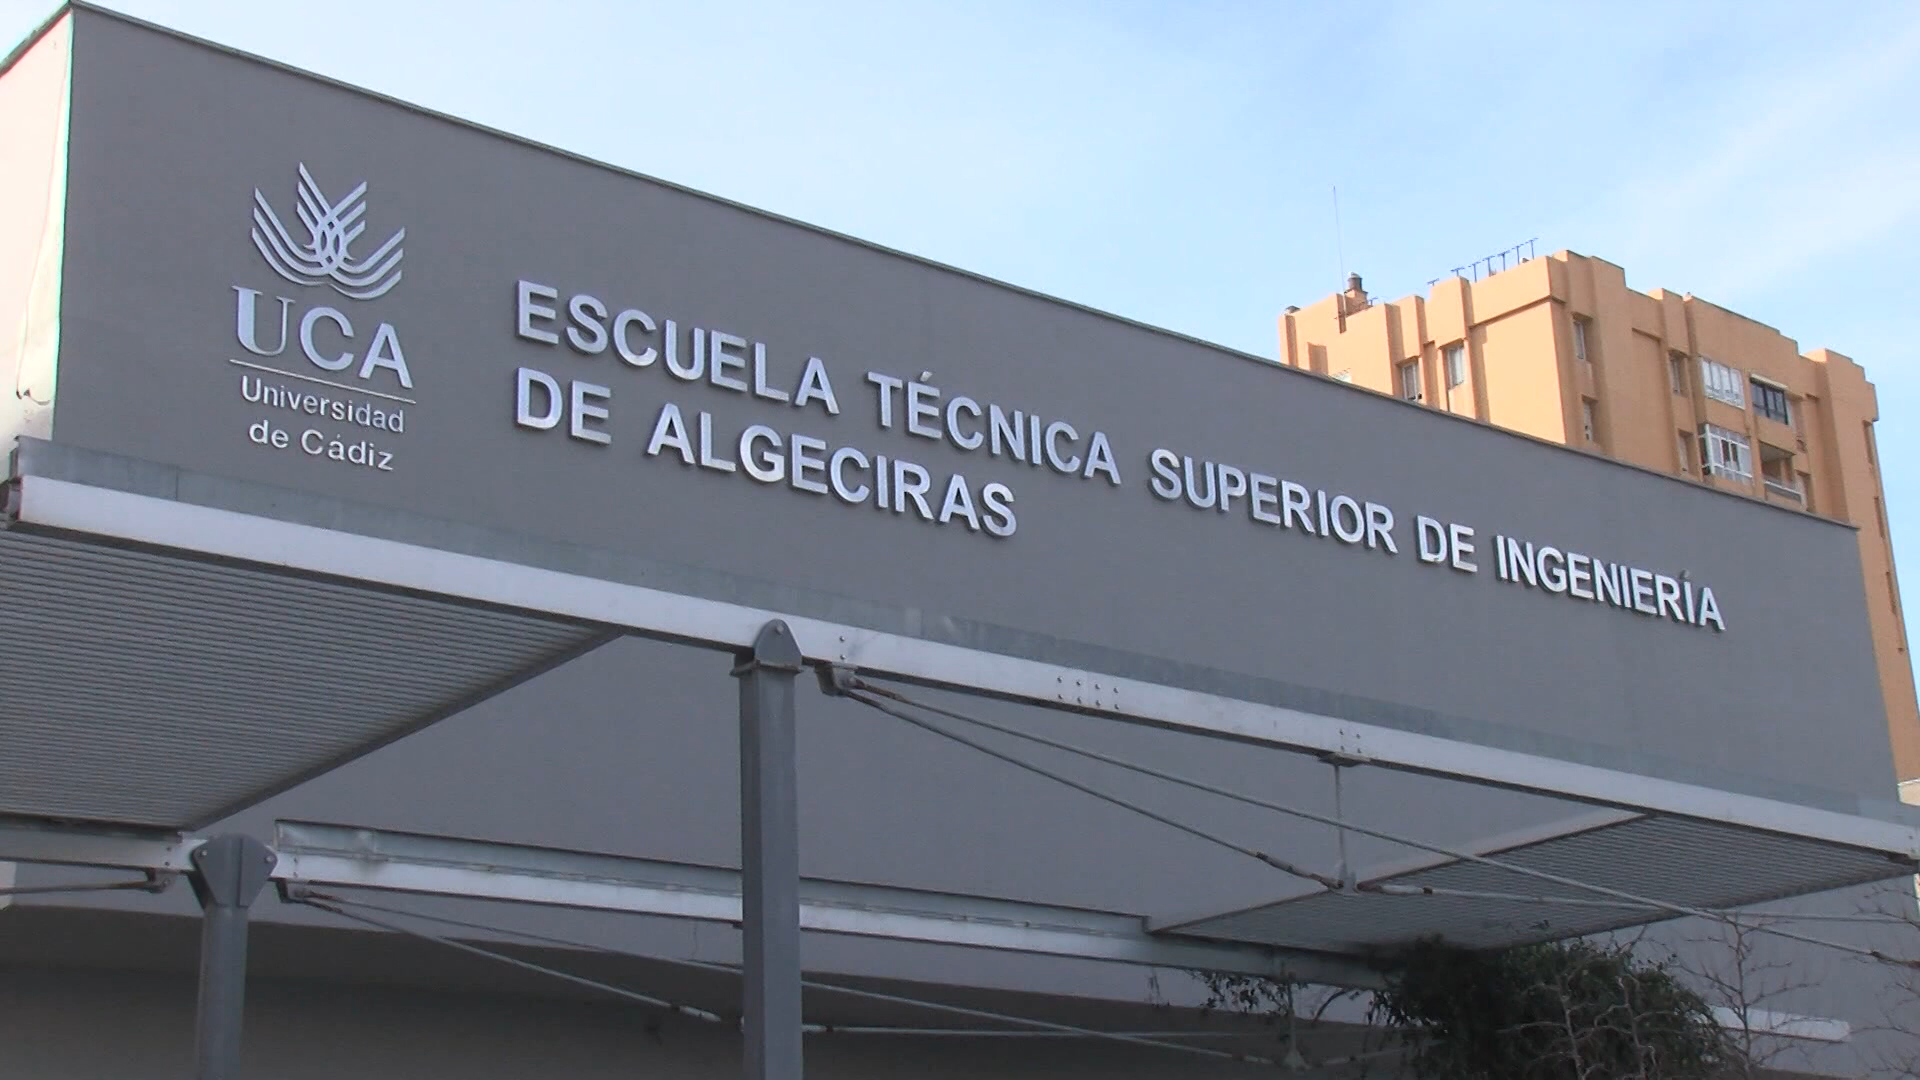 UCA
Universidad
de Cádiz
ESCUELA TÉCNICA SUPERIOR DE INGENIERÍA
DE ALGECIRAS